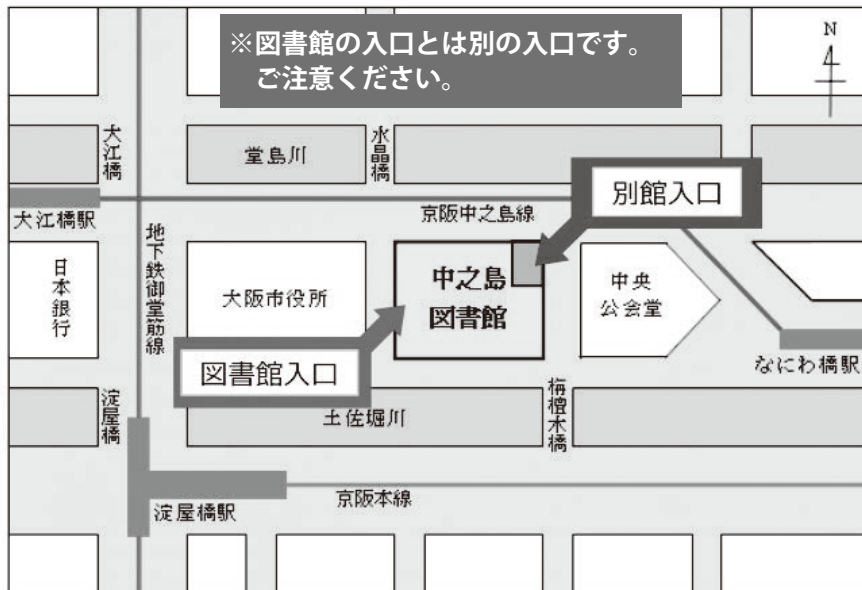 ※図書館の入口とは別の入口です。
ご注意ください。
N
大江橋
堂島川
水晶橋
別館入口
大江橋駅
京阪中之島線
地下鉄御堂筋線
日本銀行
大阪市役所
中之島
図書館
中央
公会堂
図書館入口
なにわ橋駅
淀屋橋
土佐堀川
栴檀木橋
淀屋橋駅
京阪本線